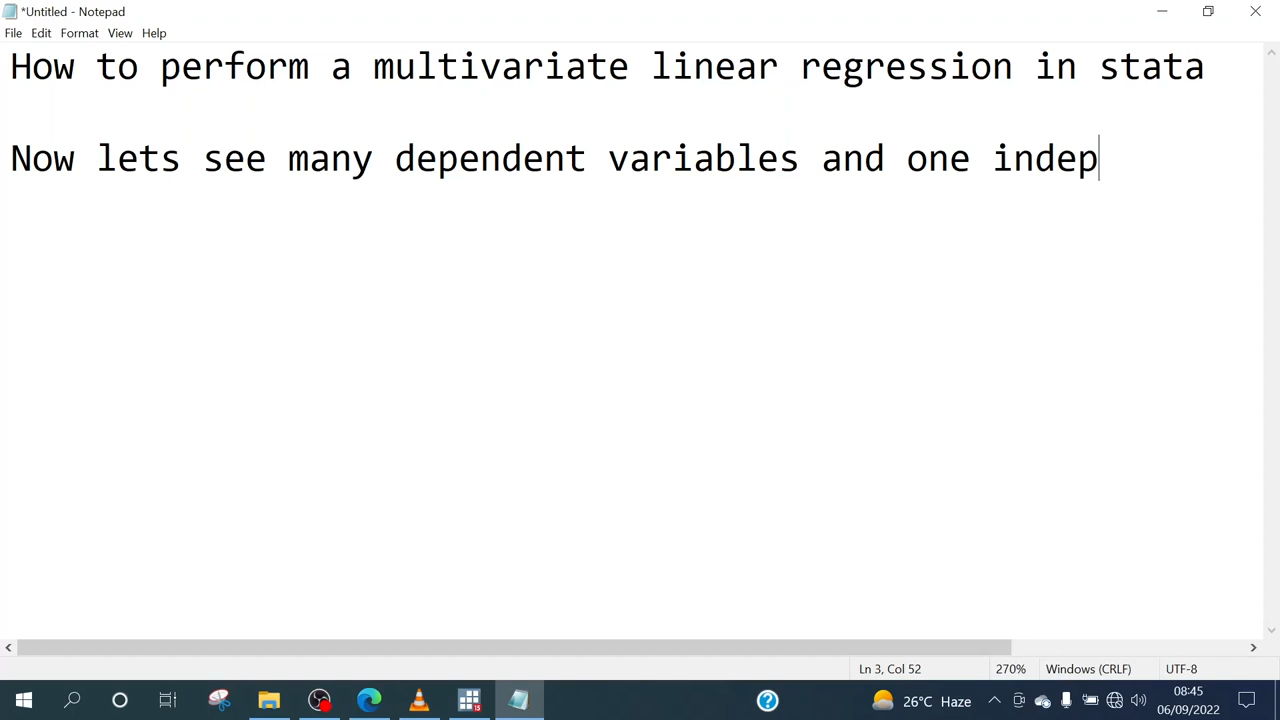 *Untitled - Notepad
File Edit Format View Help
How to perform a multivariate linear regression in stata
Now lets see many dependent variables and one indep
Ln 3, Col 52 270% Windows (CRLF) UTF-8
15 ? 26°C Haze 08:45
06/09/2022